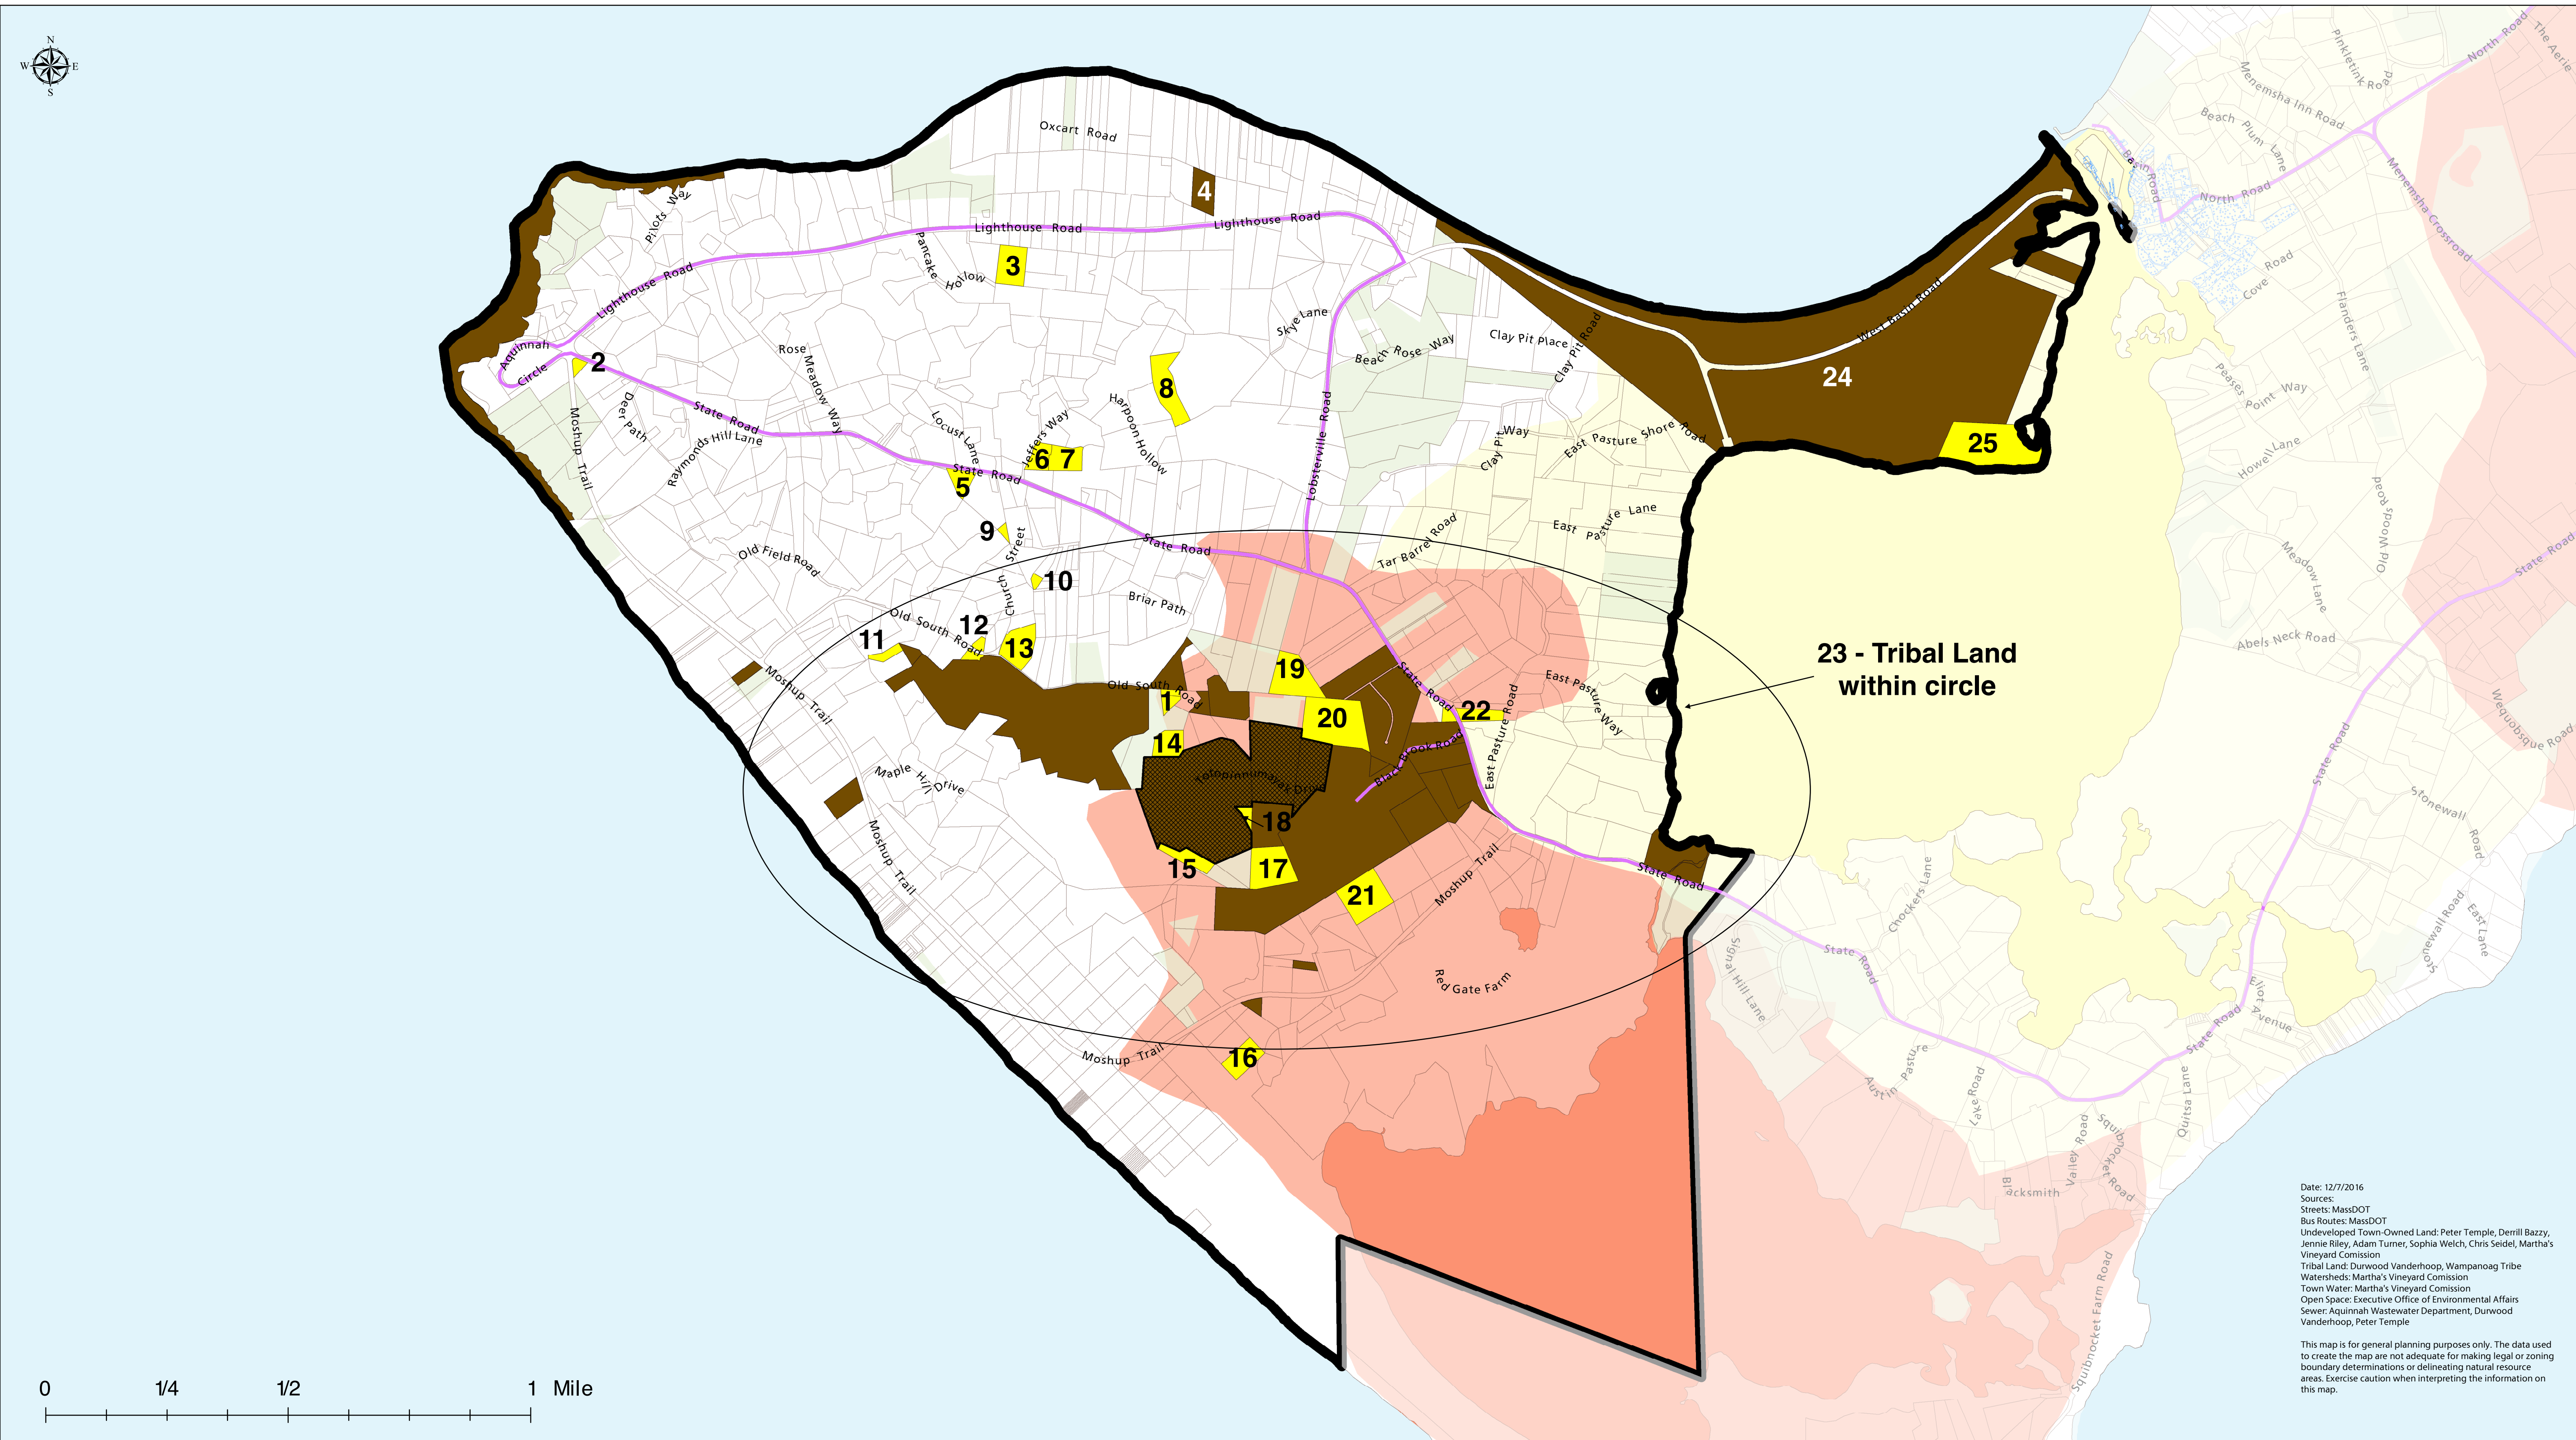 N
W E
S
Oxcart Road
4
Pilots Way
Lighthouse Road
Lighthouse Road
Lighthouse Road
Pancake
Hollow
3
Aquinnah
Circle
2
Rose
Meadow Way
Skye Lane
Beach Rose Way
Clay Pit Place
Clay Pit Road
West Basin Road
24
25
8
Deer Path
Moshup Trail
State Road
Raymonds Hill Lane
Locust Lane
Jeffers Way
Harpoon Hollow
Lobsterville Road
Clay Pit Way
East Pasture Shore Road
6 7
State Road
5
9
Church Street
10
State Road
Tar Barrel Road
East Pasture Lane
Old Field Road
Briar Path
Old South Road
11
12
13
Moshup Trail
Old South Road
1
19
State Road
East Pasture Way
East Pasture Road
23 - Tribal Land
within circle
20
22
14
Black Brook Road
Maple Hill Drive
18
15
17
21
Moshup Trail
Moshup Trail
State Road
Red Gate Farm
Moshup Trail
16
Pinkletink Road
North Road
The Aerie
Menemsha Inn Road
Beach Plum Lane
Basin Road
North Road
Menemsha Crossroad
Cove Road
Flanders Lane
Peases Point Way
Howell Lane
Old Woods Road
Meadow Lane
State Road
Abels Neck Road
Wequobsque Road
State Road
Stonewall Road
Chockers Lane
Stonewall Road
East Lane
Signal Hill Lane
State Road
Eliot Avenue
State Road
Austin Pasture
Lake Road
Quitsa Lane
Squibnocket Road
Valley Road
Blacksmith
Squibnocket Farm Road
0 1/4 1/2 1 Mile
Date: 12/7/2016
Sources:
Streets: MassDOT
Bus Routes: MassDOT
Undeveloped Town-Owned Land: Peter Temple, Derrill Bazzy,
Jennie Riley, Adam Turner, Sophia Welch, Chris Seidel, Martha's
Vineyard Comission
Tribal Land: Durwood Vanderhoop, Wampanoag Tribe
Watersheds: Martha's Vineyard Comission
Town Water: Martha's Vineyard Comission
Open Space: Executive Office of Environmental Affairs
Sewer: Aquinnah Wastewater Department, Durwood
Vanderhoop, Peter Temple
This map is for general planning purposes only. The data used
to create the map are not adequate for making legal or zoning
boundary determinations or delineating natural resource
areas. Exercise caution when interpreting the information on
this map.